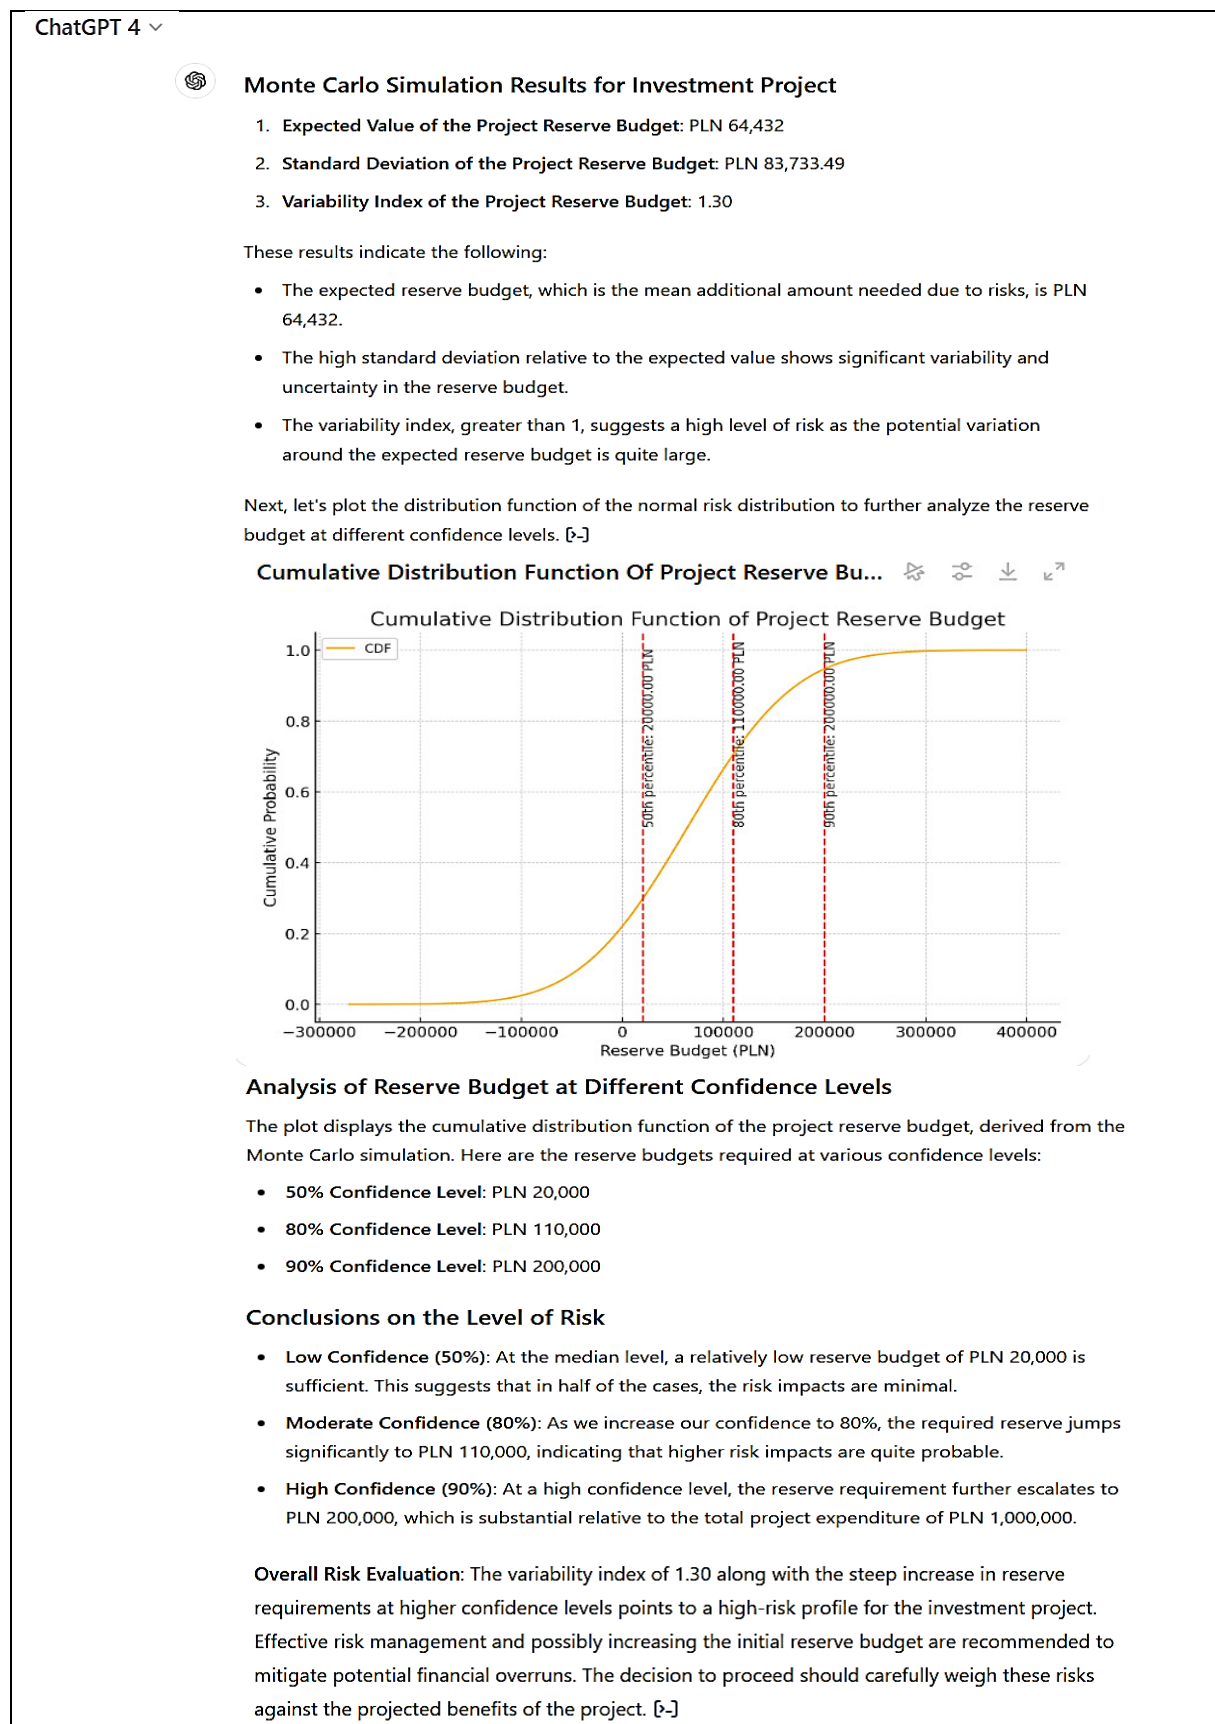 ChatGPT 4
Monte Carlo Simulation Results for Investment Project
1. Expected Value of the Project Reserve Budget: PLN 64,432
2. Standard Deviation of the Project Reserve Budget: PLN 83,733.49
3. Variability Index of the Project Reserve Budget: 1.30
These results indicate the following:
• The expected reserve budget, which is the mean additional amount needed due to risks, is PLN
64,432.
• The high standard deviation relative to the expected value shows significant variability and
uncertainty in the reserve budget.
• The variability index, greater than 1, suggests a high level of risk as the potential variation
around the expected reserve budget is quite large.
Next, let's plot the distribution function of the normal risk distribution to further analyze the reserve
budget at different confidence levels. [>-]
Cumulative Distribution Function Of Project Reserve Bu...
Cumulative Distribution Function of Project Reserve Budget
CDF
1.0
0.8
0.6
0.4
0.2
0.0
Cumulative Probability
50th percentile: 20000.00 PLN
80th percentile: 110000.00 PLN
90th percentile: 200000.00 PLN
−300000 −200000 −100000 0 100000 200000 300000 400000
Reserve Budget (PLN)
Analysis of Reserve Budget at Different Confidence Levels
The plot displays the cumulative distribution function of the project reserve budget, derived from the
Monte Carlo simulation. Here are the reserve budgets required at various confidence levels:
• 50% Confidence Level: PLN 20,000
• 80% Confidence Level: PLN 110,000
• 90% Confidence Level: PLN 200,000
Conclusions on the Level of Risk
• Low Confidence (50%): At the median level, a relatively low reserve budget of PLN 20,000 is
sufficient. This suggests that in half of the cases, the risk impacts are minimal.
• Moderate Confidence (80%): As we increase our confidence to 80%, the required reserve jumps
significantly to PLN 110,000, indicating that higher risk impacts are quite probable.
• High Confidence (90%): At a high confidence level, the reserve requirement further escalates to
PLN 200,000, which is substantial relative to the total project expenditure of PLN 1,000,000.
Overall Risk Evaluation: The variability index of 1.30 along with the steep increase in reserve
requirements at higher confidence levels points to a high-risk profile for the investment project.
Effective risk management and possibly increasing the initial reserve budget are recommended to
mitigate potential financial overruns. The decision to proceed should carefully weigh these risks
against the projected benefits of the project. [>-]